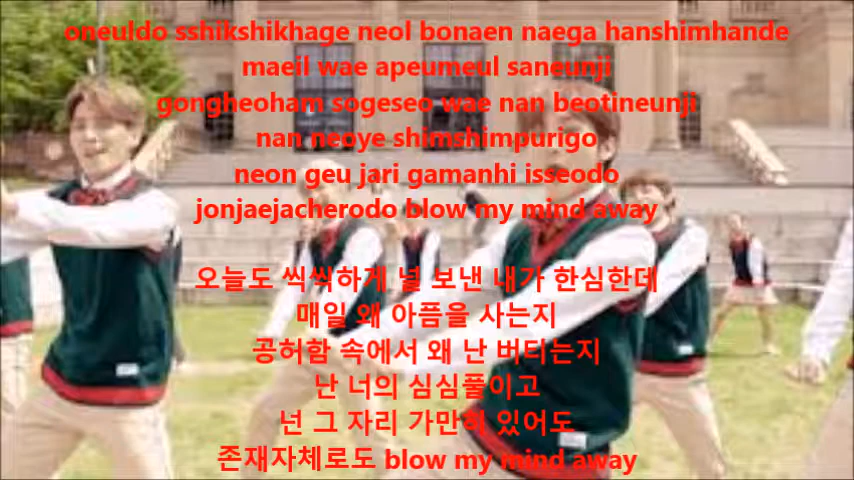 oneuldo sshikshikhage neol bonaen naega hanshimhande
maeil wae apeumeul saneunji
gongheoham sogeseo wae nan beotineunji
nan neoye shimshimpurigo
neon geu jari gamanhi isseodo
jonjaejacherodo blow my mind away
오늘도 씩씩하게 널 보낸 내가 한심한데
매일 왜 아픔을 사는지
공허함 속에서 왜 난 버티는지
난 너의 심심풀이고
넌 그 자리 가만히 있어도
존재자체로도 blow my mind away